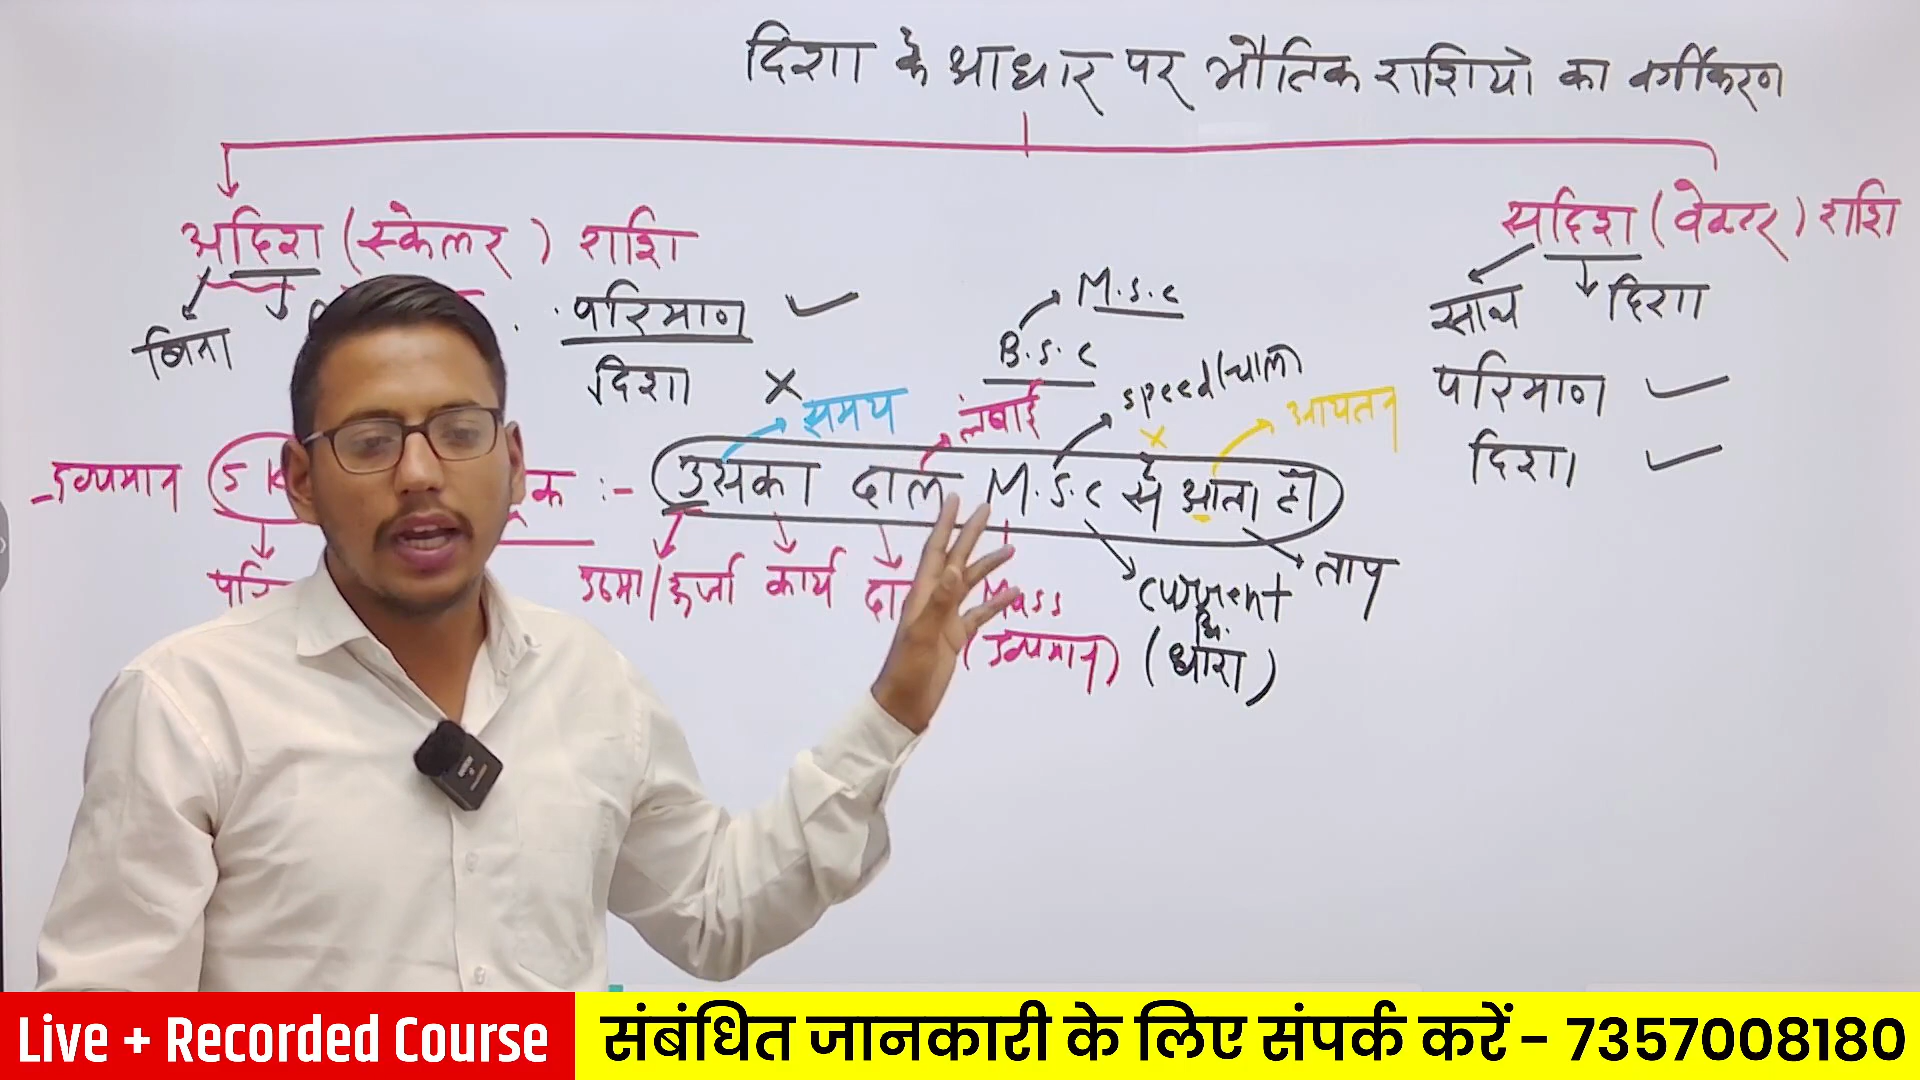 दिशा के आधार पर भौतिक राशियो का वर्गीकरण
अदिश (स्केलर) राशि
सदिश (वेक्टर) राशि
बिना
परिमाण ✓
दिशा ×
M.S.C
B.S.C
साथ दिशा
परिमाण ✓
दिशा ✓
समय
लंबाई
speed/चाल
आयतन
द्रव्यमान
:- उसका दाल M.S.C से आता है।
उष्मा/ऊर्जा कार्य
Mass
(द्रव्यमान)
current
(धारा)
ताप
Live + Recorded Course
संबंधित जानकारी के लिए संपर्क करें - 7357008180